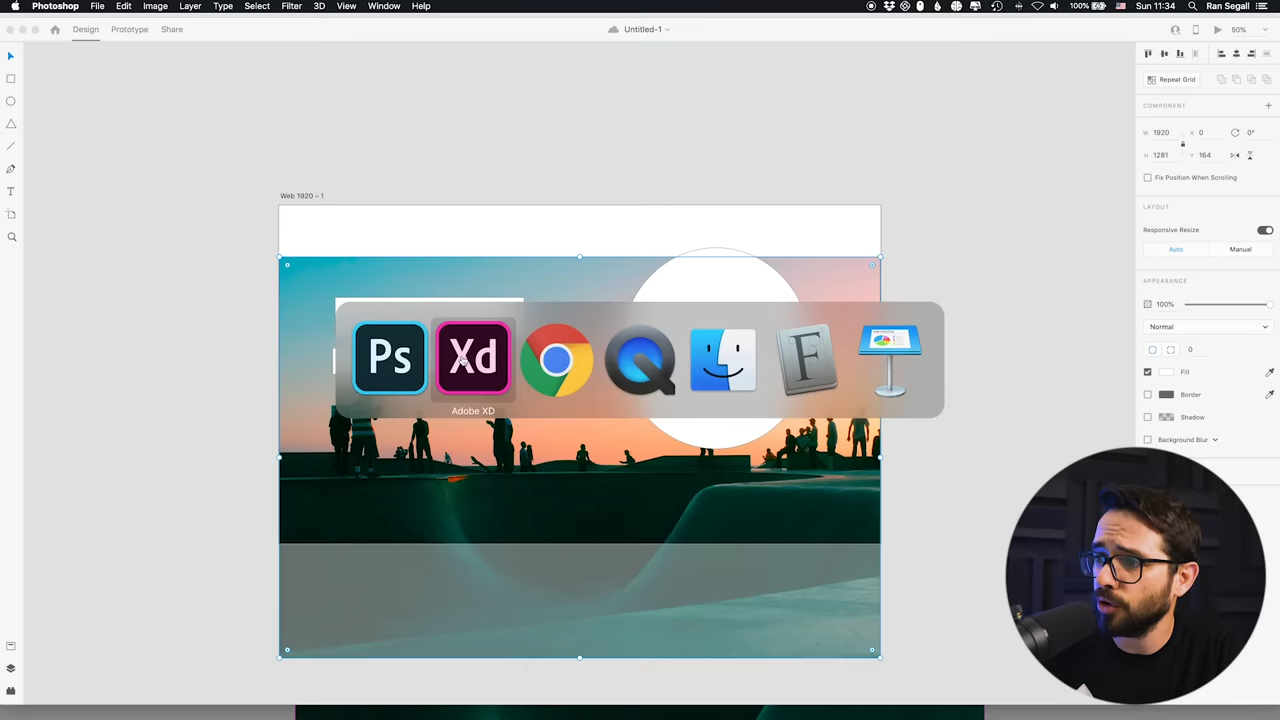 Photoshop File Edit Image Layer Type Select Filter 3D View Window Help 100% Sun 11:34 Ran Segall
Design Prototype Share Untitled-1 50%
Repeat Grid
COMPONENT
W 1920 X 0 0°
H 1281 Y 164
Fix Position When Scrolling
Web 1920 – 1
LAYOUT
Responsive Resize
Auto Manual
APPEARANCE
100%
Normal
Ps Xd Q F
0
Fill
Border
Adobe XD
Shadow
Background Blur